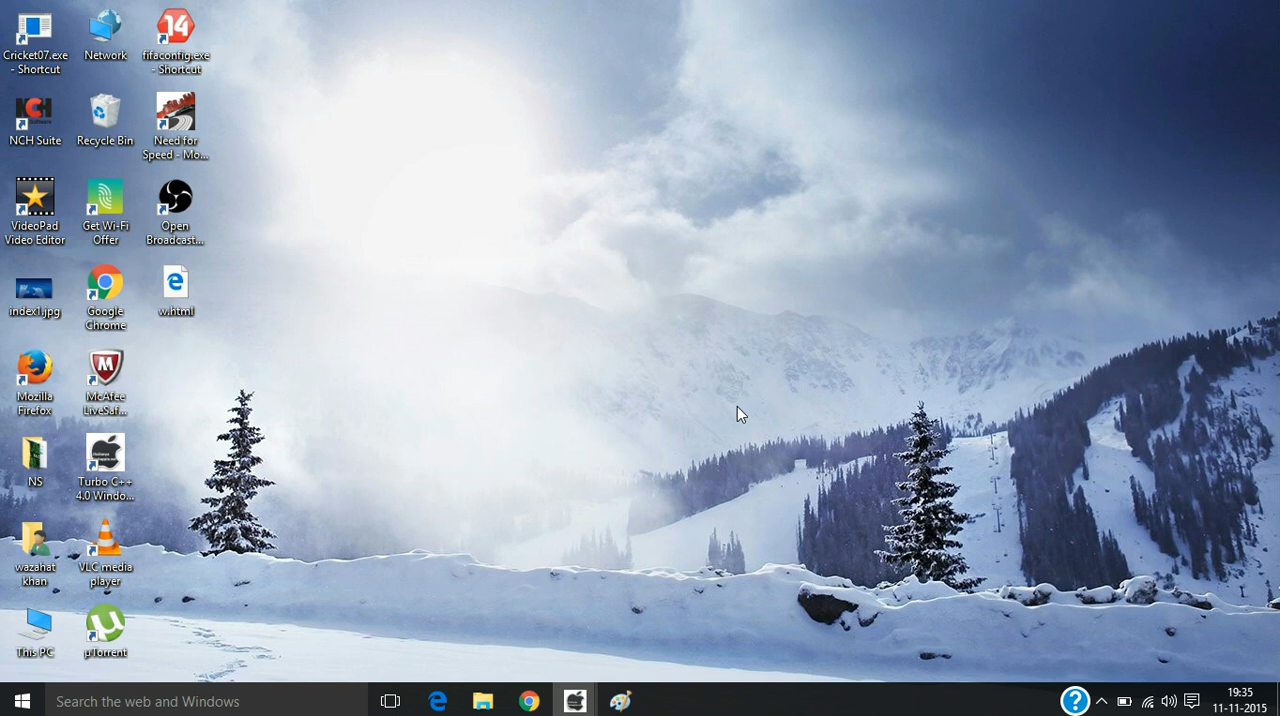 Cricket07.exe
- Shortcut
Network
14
fifaconfig.exe
- Shortcut
NCH
NCH Suite
Recycle Bin
Need for
Speed - Mo...
VideoPad
Video Editor
Get Wi-Fi
Offer
Open
Broadcast...
index1.jpg
Google
Chrome
w.html
Mozilla
Firefox
McAfee
LiveSaf...
NS
Turbo C++
4.0 Windo...
wazahat
khan
VLC media
player
This PC
µTorrent
Search the web and Windows
19:35
11-11-2015